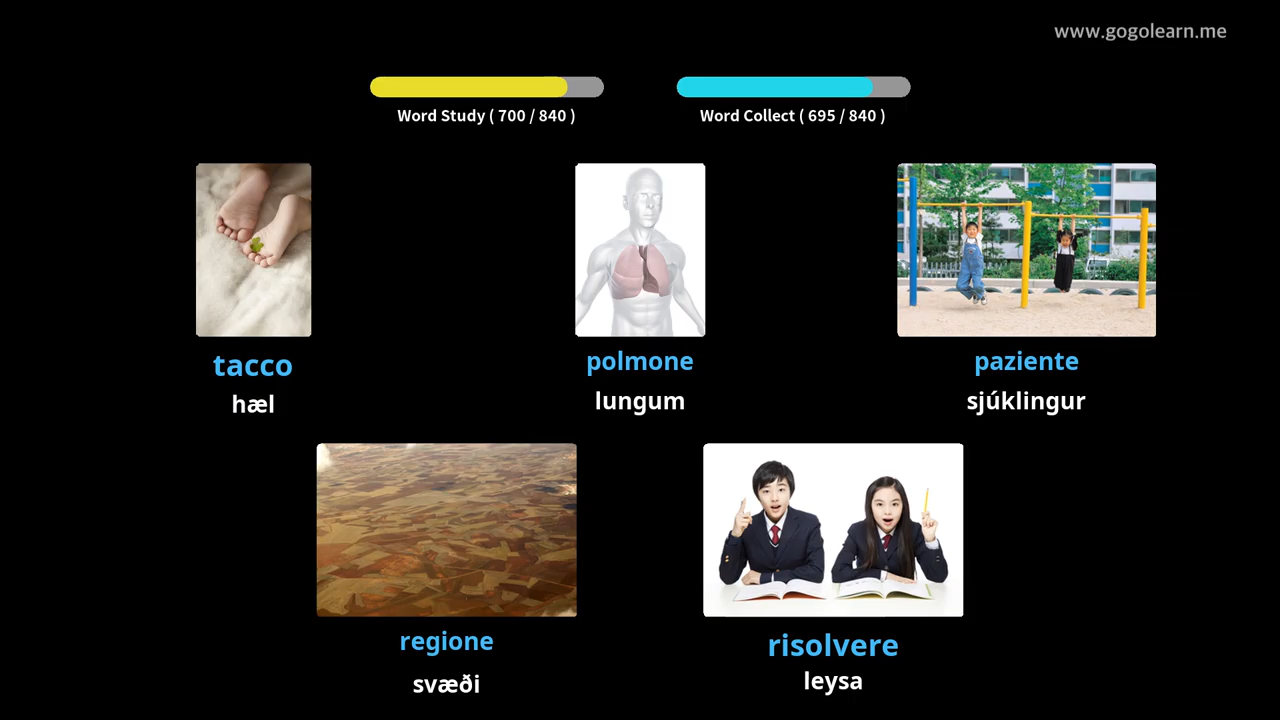 www.gogolearn.me
Word Study ( 700 / 840 )
Word Collect ( 695 / 840 )
tacco
hæl
polmone
lungum
paziente
sjúklingur
regione
svæði
risolvere
leysa